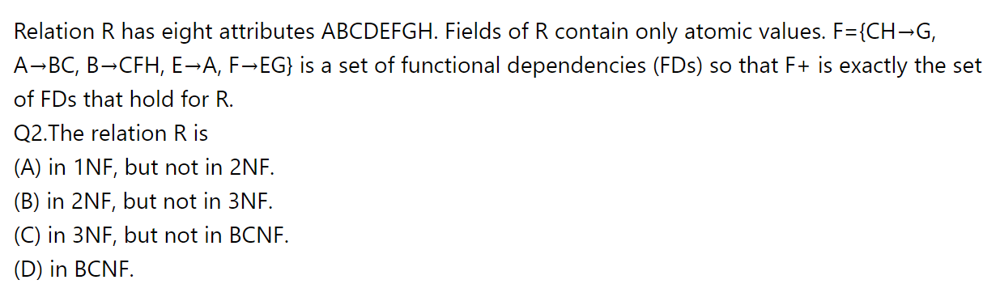 Relation R has eight attributes ABCDEFGH. Fields of R contain only atomic values. F={CH→G,
A→BC, B→CFH, E→A, F→EG} is a set of functional dependencies (FDs) so that F+ is exactly the set
of FDs that hold for R.
Q2.The relation R is
(A) in 1NF, but not in 2NF.
(B) in 2NF, but not in 3NF.
(C) in 3NF, but not in BCNF.
(D) in BCNF.